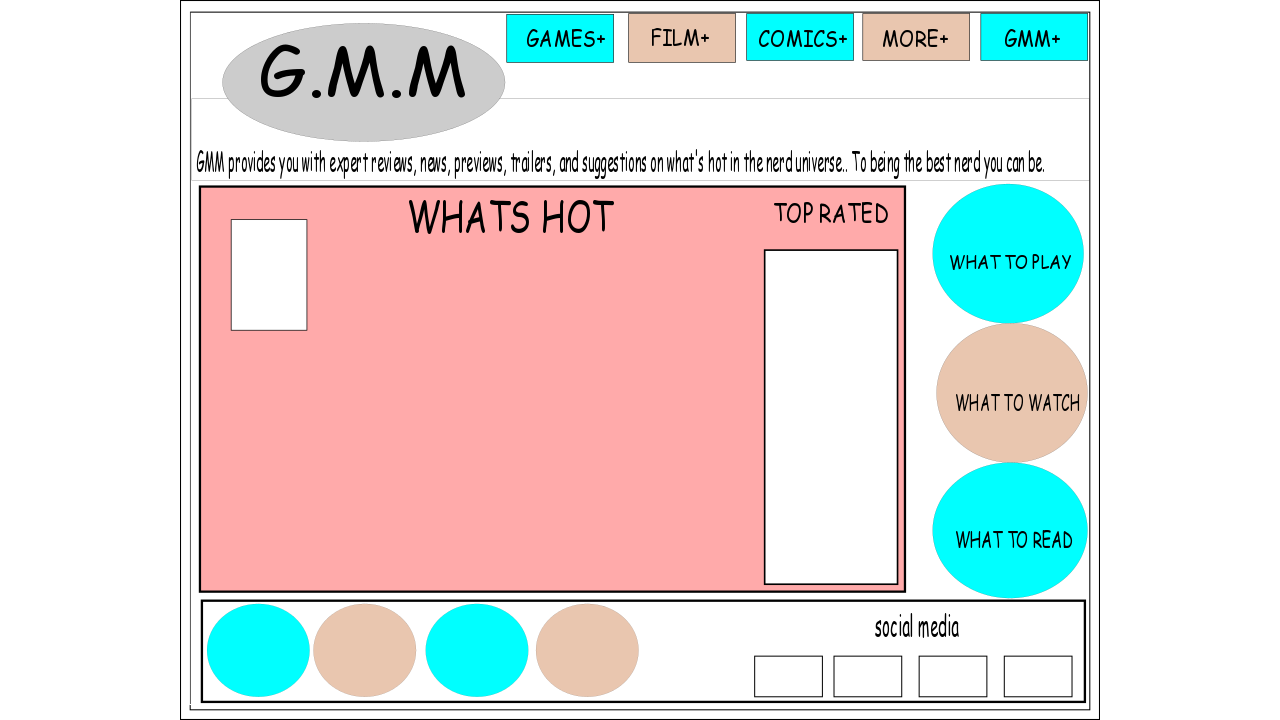 G.M.M
GAMES+
FILM+
COMICS+
MORE+
GMM+
GMM provides you with expert reviews, news, previews, trailers, and suggestions on what's hot in the nerd universe.. To being the best nerd you can be.
WHATS HOT
TOP RATED
WHAT TO PLAY
WHAT TO WATCH
WHAT TO READ
social media